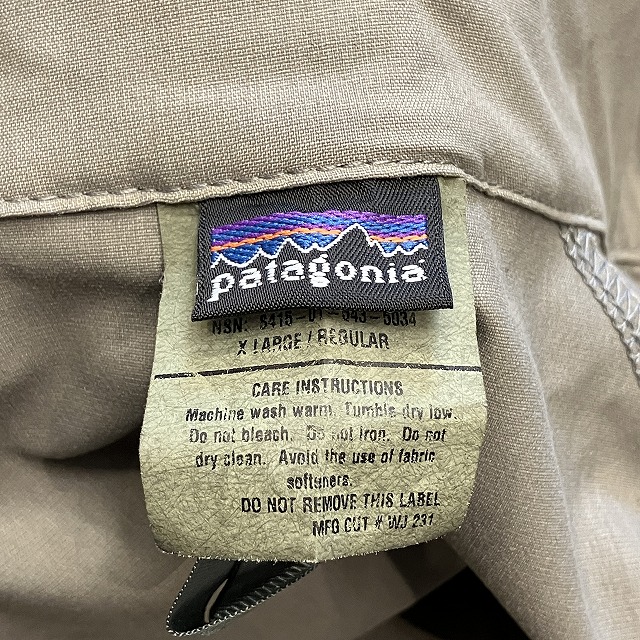 patagonia
NSN: 8415-01-543-5034
X LARGE / REGULAR
CARE INSTRUCTIONS
Machine wash warm. Tumble dry low.
Do not bleach. Do not iron. Do not
dry clean. Avoid the use of fabric
softeners.
DO NOT REMOVE THIS LABEL
MFG CUT # WJ 231